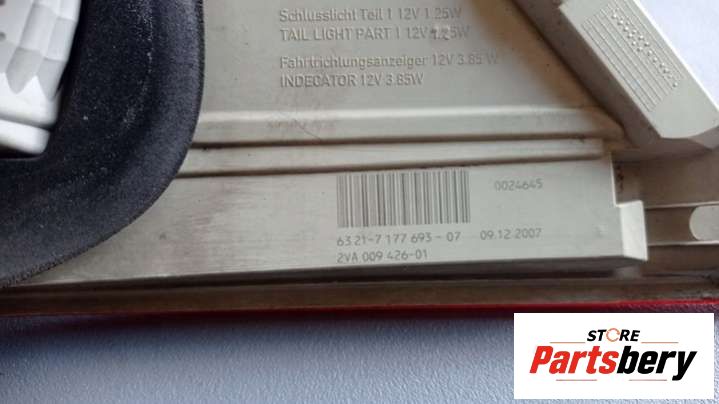 Schlusslicht Teil 1 12V 1.25W
TAIL LIGHT PART 1 12V 1.25W
Fahrtrichtungsanzeiger 12V 3.85 W
INDECATOR 12V 3.85W
0024645
63.21-7 177 693-07 09.12 2007
2VA 009 426-01
STORE
Partsbery